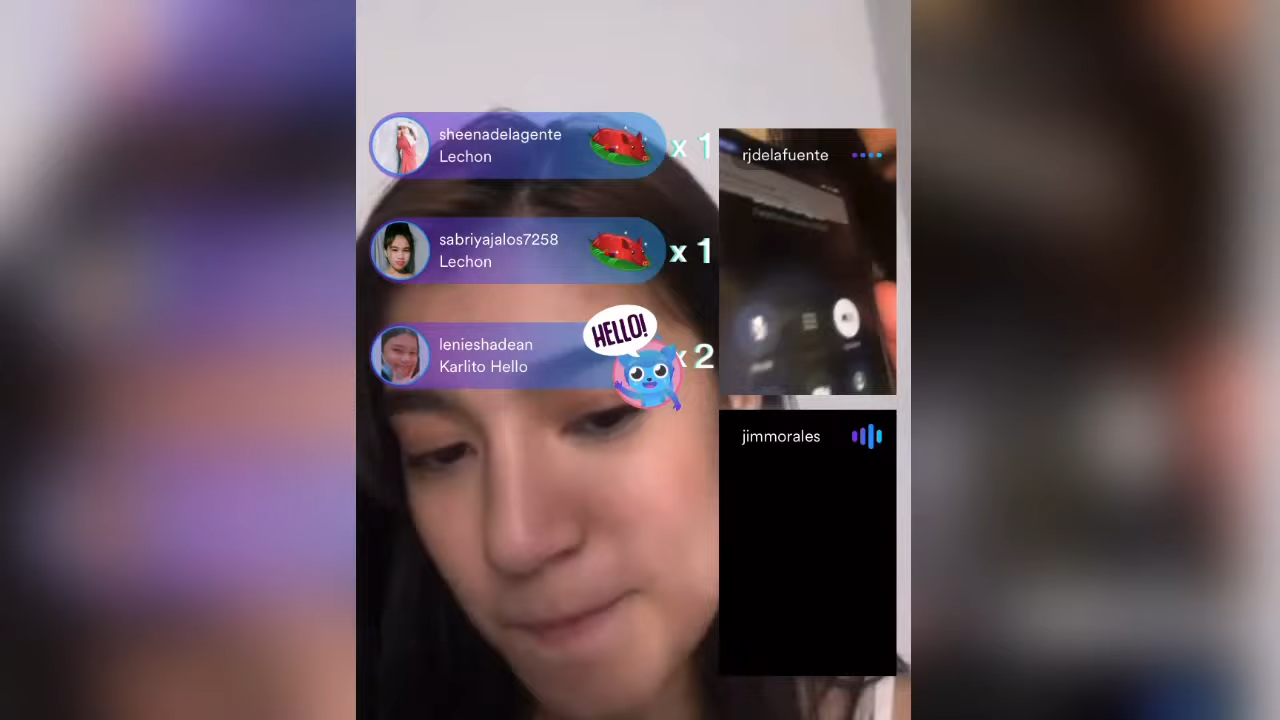 sheenadelagente
Lechon
x 1
sabriyajalos7258
Lechon
x 1
HELLO!
lenieshadean
Karlito Hello
x 2
rjdelafuente
jimmorales